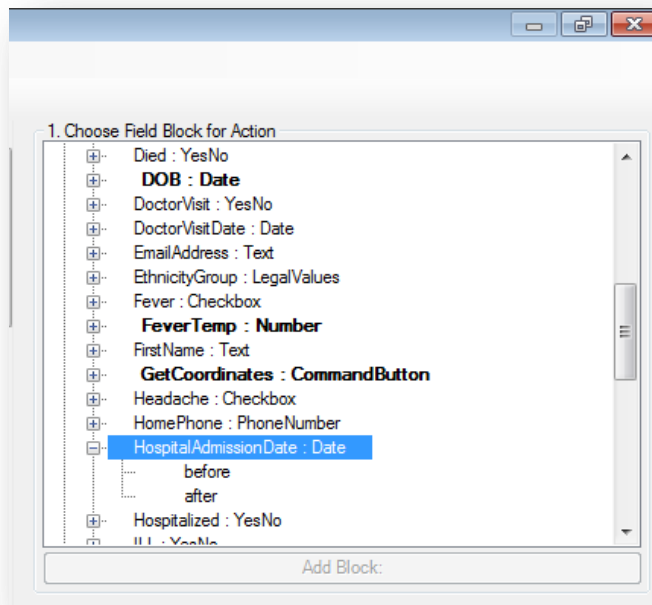 1. Choose Field Block for Action
Died : YesNo
DOB : Date
DoctorVisit : YesNo
DoctorVisitDate : Date
EmailAddress : Text
EthnicityGroup : LegalValues
Fever : Checkbox
FeverTemp : Number
FirstName : Text
GetCoordinates : CommandButton
Headache : Checkbox
HomePhone : PhoneNumber
HospitalAdmissionDate : Date
before
after
Hospitalized : YesNo
ILL : YesNo
Add Block: